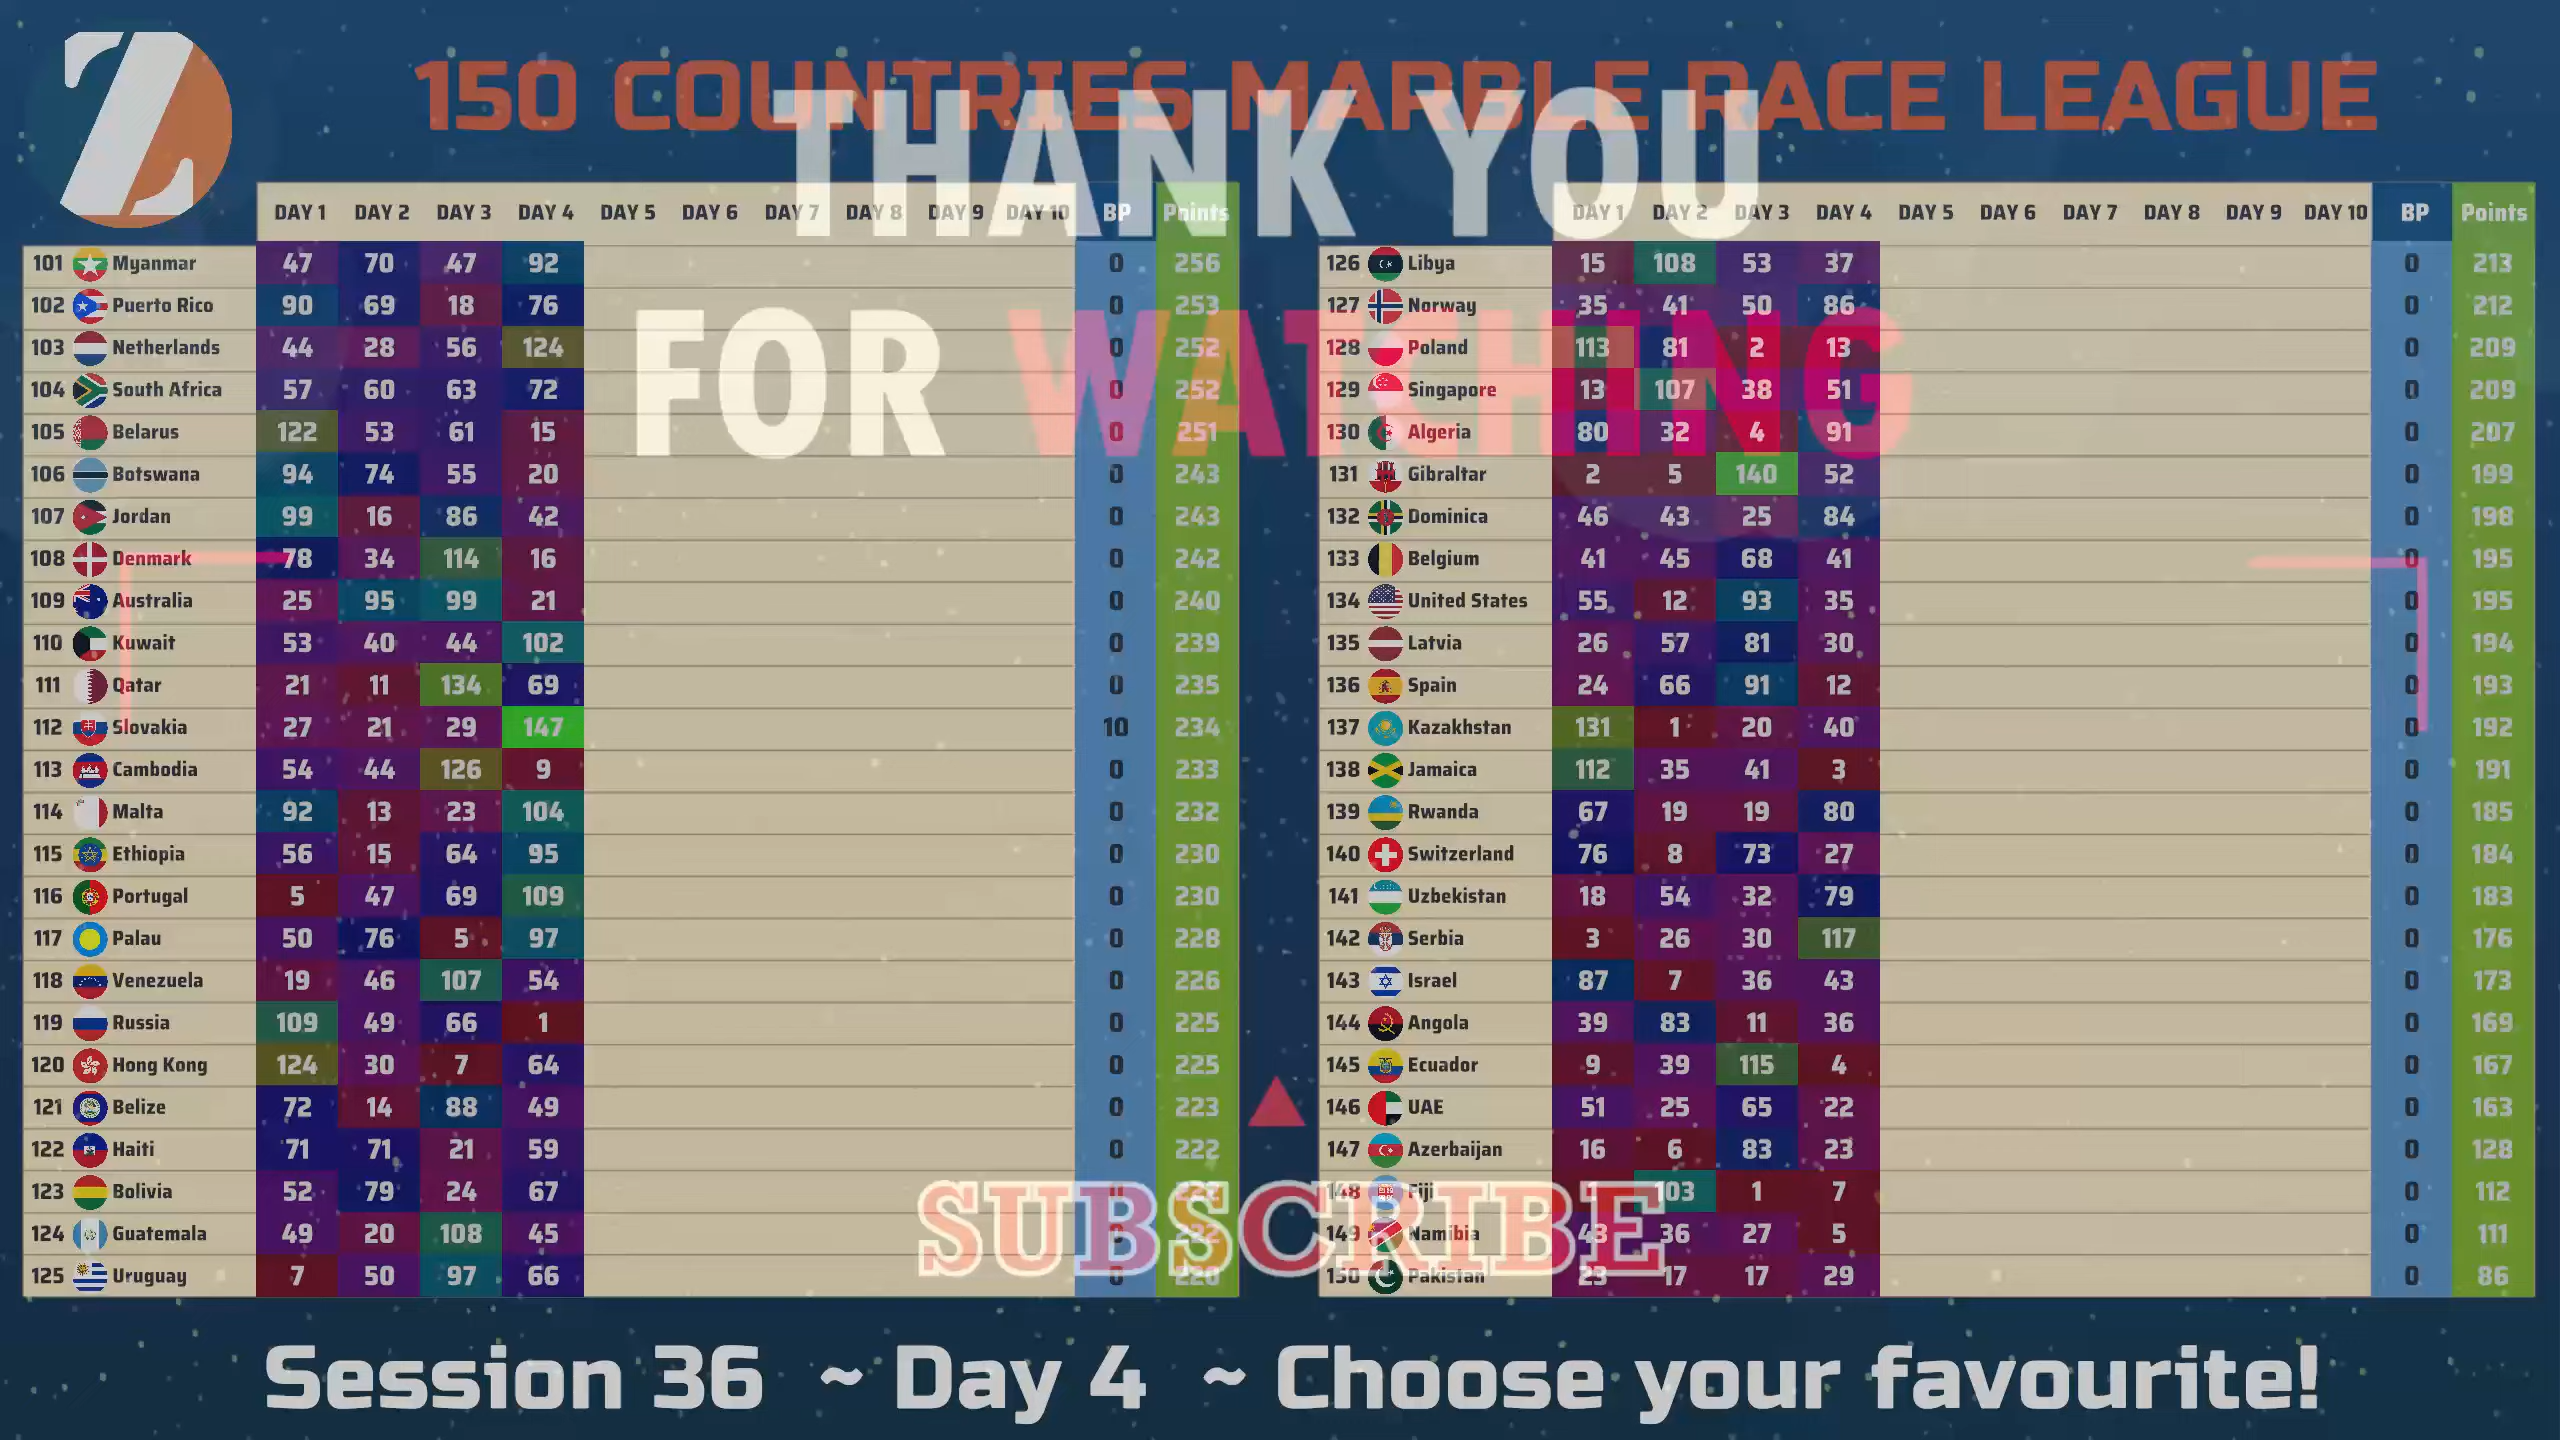 Z
150 COUNTRIES MARBLE RACE LEAGUE
THANK YOU
FOR WATCHING
DAY 1 DAY 2 DAY 3 DAY 4 DAY 5 DAY 6 DAY 7 DAY 8 DAY 9 DAY 10 BP Points
101 Myanmar 47 70 47 92 0 256
102 Puerto Rico 90 69 18 76 0 253
103 Netherlands 44 28 56 124 0 252
104 South Africa 57 60 63 72 0 252
105 Belarus 122 53 61 15 0 251
106 Botswana 94 74 55 20 0 243
107 Jordan 99 16 86 42 0 243
108 Denmark 78 34 114 16 0 242
109 Australia 25 95 99 21 0 240
110 Kuwait 53 40 44 102 0 239
111 Qatar 21 11 134 69 0 235
112 Slovakia 27 21 29 147 10 234
113 Cambodia 54 44 126 9 0 233
114 Malta 92 13 23 104 0 232
115 Ethiopia 56 15 64 95 0 230
116 Portugal 5 47 69 109 0 230
117 Palau 50 76 5 97 0 228
118 Venezuela 19 46 107 54 0 226
119 Russia 109 49 66 1 0 225
120 Hong Kong 124 30 7 64 0 225
121 Belize 72 14 88 49 0 223
122 Haiti 71 71 21 59 0 222
123 Bolivia 52 79 24 67 222
124 Guatemala 49 20 108 45 222
125 Uruguay 7 50 97 66 0 220
DAY 1 DAY 2 DAY 3 DAY 4 DAY 5 DAY 6 DAY 7 DAY 8 DAY 9 DAY 10 BP Points
126 Libya 15 108 53 37 0 213
127 Norway 35 41 50 86 0 212
128 Poland 113 81 2 13 0 209
129 Singapore 13 107 38 51 0 209
130 Algeria 80 32 4 91 0 207
131 Gibraltar 2 5 140 52 0 199
132 Dominica 46 43 25 84 0 198
133 Belgium 41 45 68 41 0 195
134 United States 55 12 93 35 0 195
135 Latvia 26 57 81 30 0 194
136 Spain 24 66 91 12 0 193
137 Kazakhstan 131 1 20 40 0 192
138 Jamaica 112 35 41 3 0 191
139 Rwanda 67 19 19 80 0 185
140 Switzerland 76 8 73 27 0 184
141 Uzbekistan 18 54 32 79 0 183
142 Serbia 3 26 30 117 0 176
143 Israel 87 7 36 43 0 173
144 Angola 39 83 11 36 0 169
145 Ecuador 9 39 115 4 0 167
146 UAE 51 25 65 22 0 163
147 Azerbaijan 16 6 83 23 0 128
148 Fiji 1 103 1 7 0 112
149 Namibia 43 36 27 5 0 111
150 Pakistan 23 17 17 29 0 86
SUBSCRIBE
Session 36 ~ Day 4 ~ Choose your favourite!